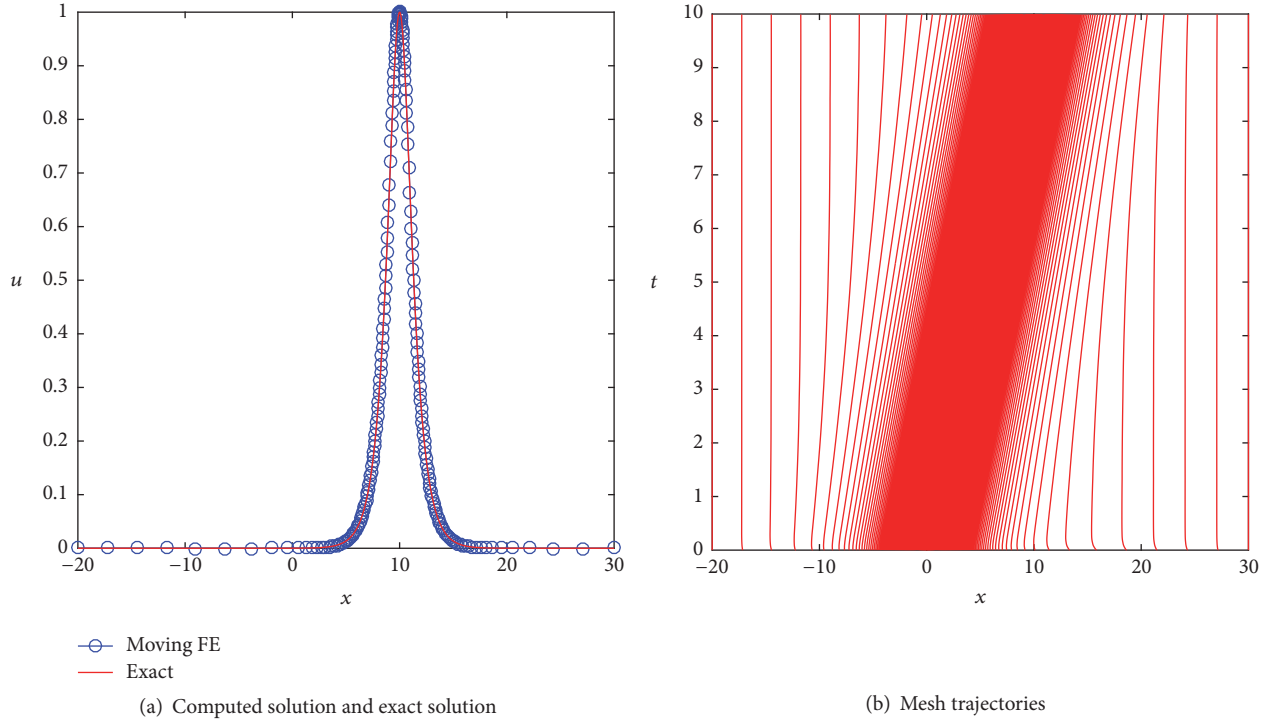 1
0.9
0.8
0.7
0.6
0.5
0.4
0.3
0.2
0.1
0
u
−20 −10 0 10 20 30
x
Moving FE
Exact
(a) Computed solution and exact solution
10
9
8
7
6
5
4
3
2
1
0
t
−20 −10 0 10 20 30
x
(b) Mesh trajectories